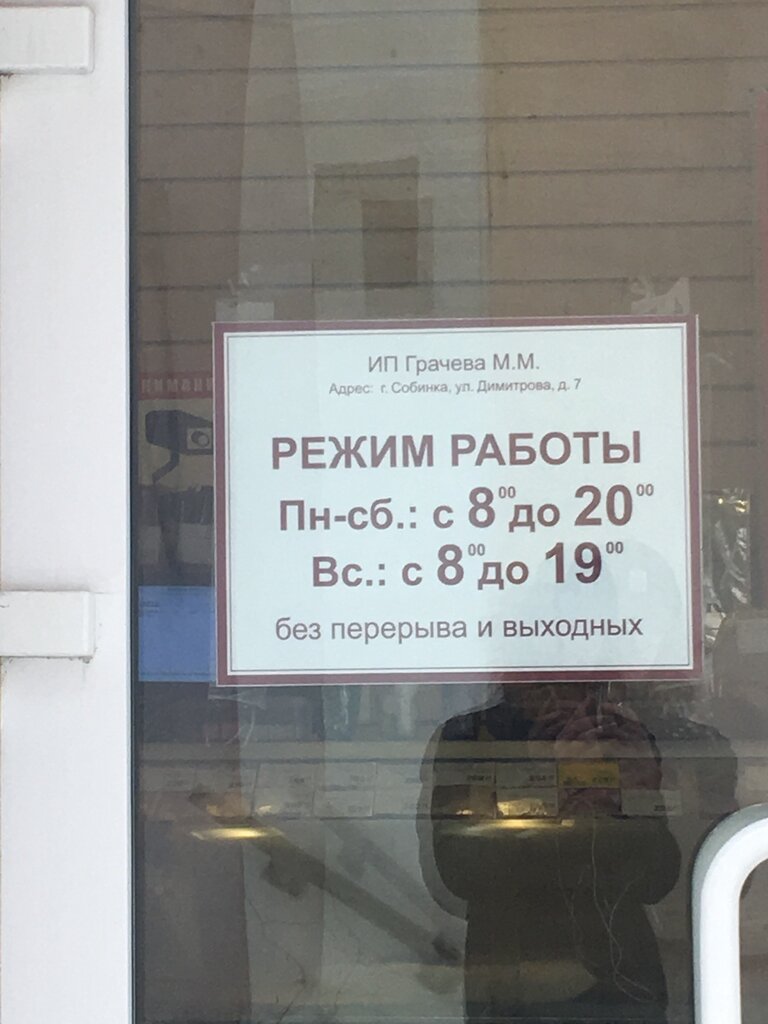 ИП Грачева М.М.
Адрес: г. Собинка, ул. Димитрова, д. 7
РЕЖИМ РАБОТЫ
Пн-сб.: с 8⁰⁰ до 20⁰⁰
Вс.: с 8⁰⁰ до 19⁰⁰
без перерыва и выходных